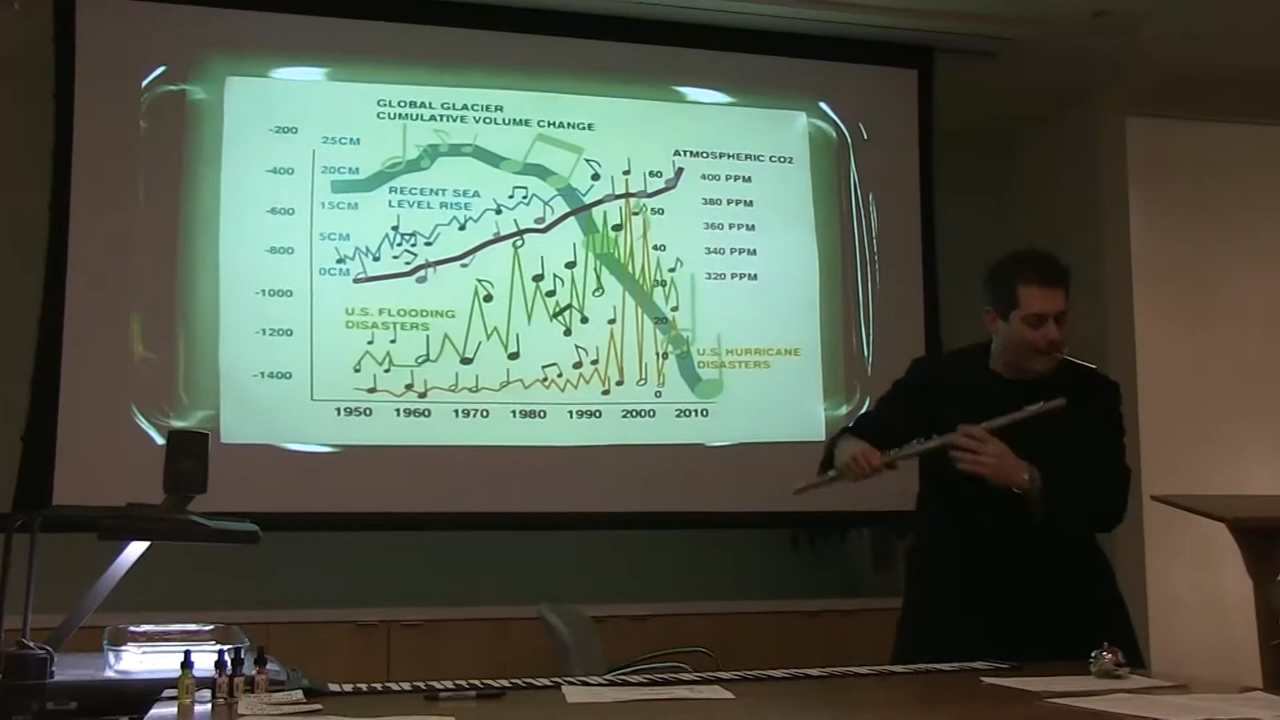 GLOBAL GLACIER
CUMULATIVE VOLUME CHANGE
-200
-400
-600
-800
-1000
-1200
-1400
25CM
20CM
15CM
5CM
0CM
RECENT SEA
LEVEL RISE
ATMOSPHERIC CO2
400 PPM
380 PPM
360 PPM
340 PPM
320 PPM
60
50
40
30
20
10
0
U.S. FLOODING
DISASTERS
U.S. HURRICANE
DISASTERS
1950 1960 1970 1980 1990 2000 2010